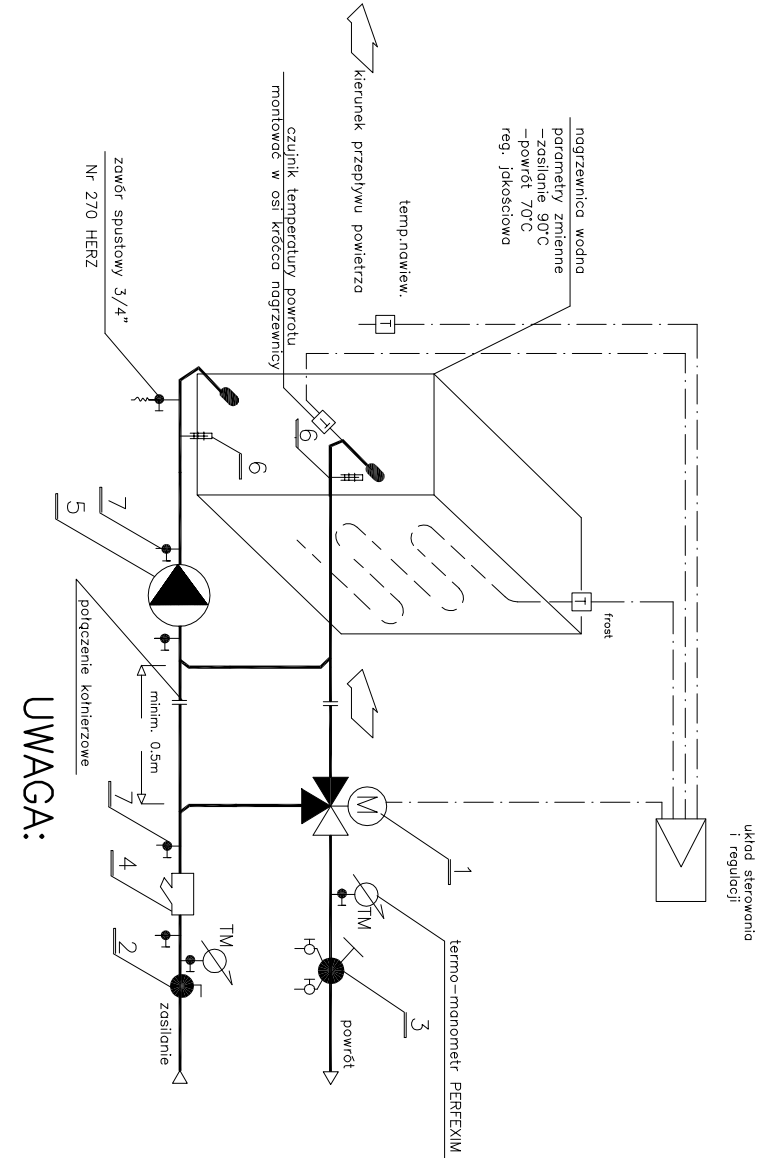 układ sterowania
i regulacji
nagrzewnica wodna
parametry zmienne
–zasilanie 90°C
–powrót 70°C
reg. jakościowa
temp.nawiew.
kierunek przepływu powietrza
czujnik temperatury powrotu
montować w osi króćca nagrzewnicy
zawór spustowy 3/4"
Nr 270 HERZ
T
T
T
frost
6
6
7
5
połączenie kołnierzowe
minim. 0.5m
M
1
7
4
2
3
TM
TM
termo–manometr PERFEXIM
powrót
zasilanie
UWAGA: